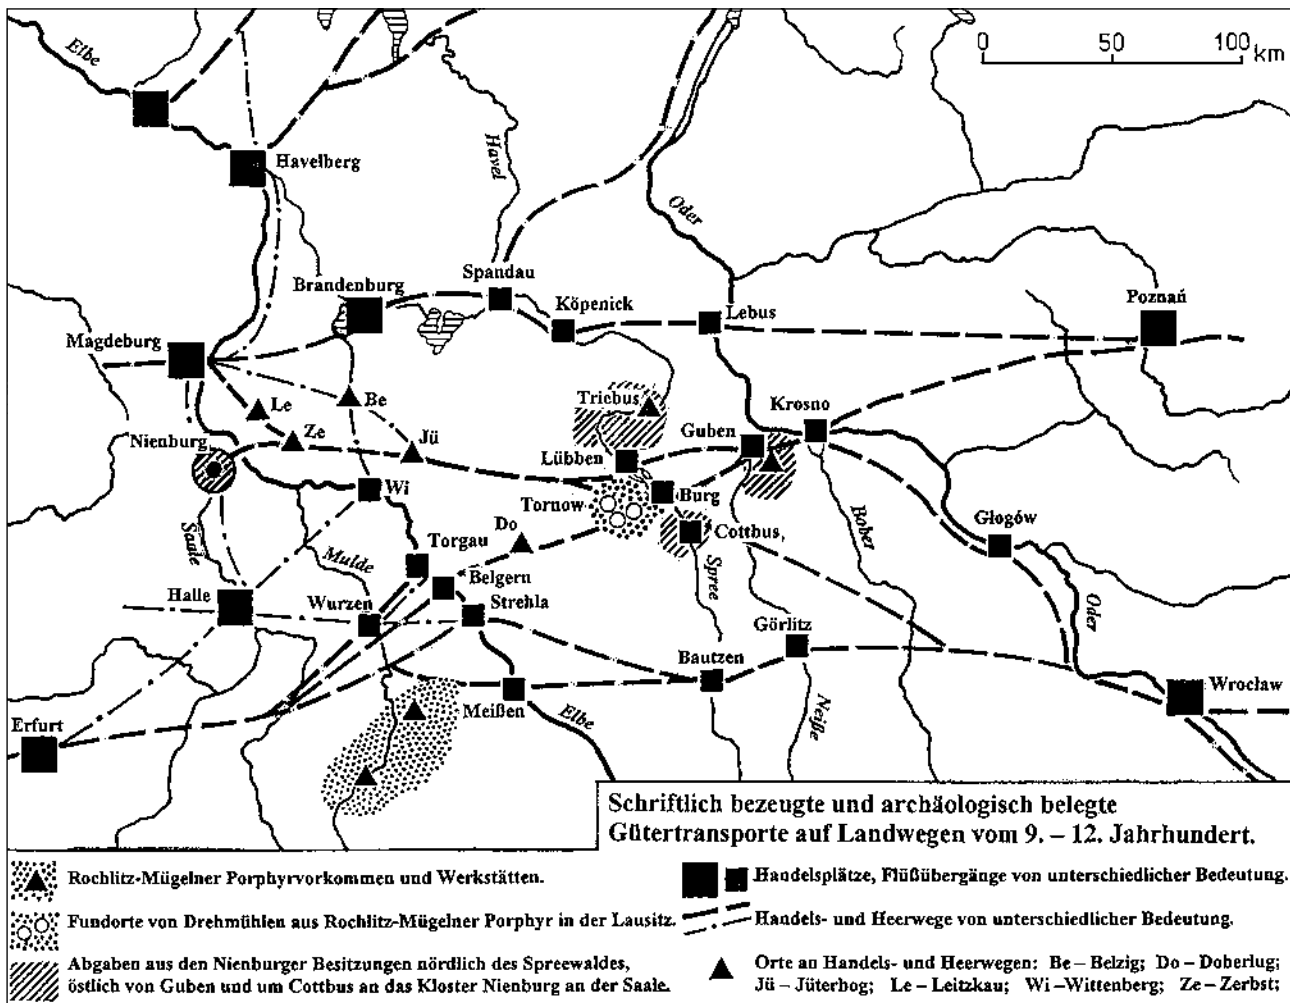 Elbe
0 50 100
km
Havel
Havelberg
Oder
Spandau
Brandenburg
Köpenick
Lebus
Poznań
Magdeburg
Triebus
Be
Le
Krosno
Guben
Nienburg
Ze
Jü
Lübben
Wi
Burg
Tornow
Do
Cottbus,
Głogów
Bober
Saale
Mulde
Torgau
Spree
Belgern
Halle
Wurzen
Strehla
Oder
Görlitz
Bautzen
Wrocław
Meißen
Elbe
Neiße
Erfurt
Schriftlich bezeugte und archäologisch belegte
Gütertransporte auf Landwegen vom 9. – 12. Jahrhundert.
Rochlitz-Mügelner Porphyrvorkommen und Werkstätten.
Handelsplätze, Flüßübergänge von unterschiedlicher Bedeutung.
Fundorte von Drehmühlen aus Rochlitz-Mügelner Porphyr in der Lausitz.
Handels- und Heerwege von unterschiedlicher Bedeutung.
Abgaben aus den Nienburger Besitzungen nördlich des Spreewaldes,
östlich von Guben und um Cottbus an das Kloster Nienburg an der Saale.
Orte an Handels- und Heerwegen: Be – Belzig; Do – Doberlug;
Jü – Jüterbog; Le – Leitzkau; Wi – Wittenberg; Ze – Zerbst;